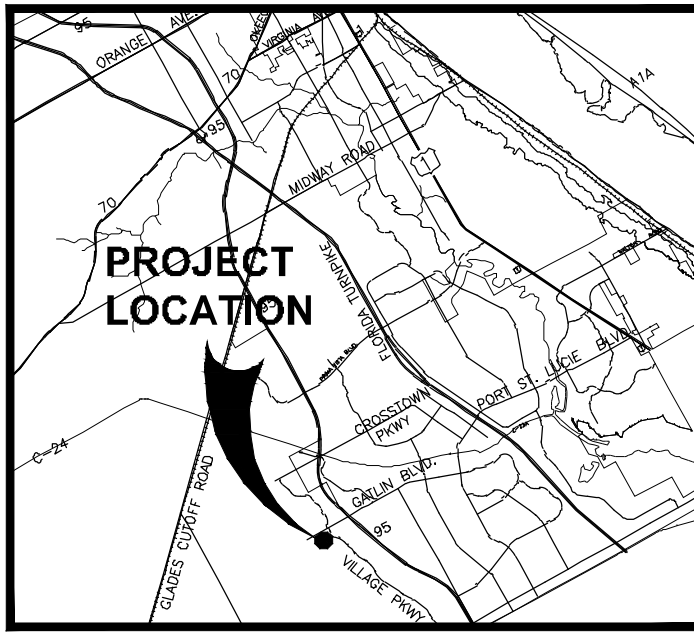 95
ORANGE AVE.
VIRGINIA AVE
70
A1A
& 95
MIDWAY ROAD
1
70
PROJECT
LOCATION
95
FLORIDA TURNPIKE
PORT ST. LUCIE BLVD.
CROSSTOWN
PKWY
C-24
GATLIN BLVD.
95
GLADES CUTOFF ROAD
VILLAGE PKWY